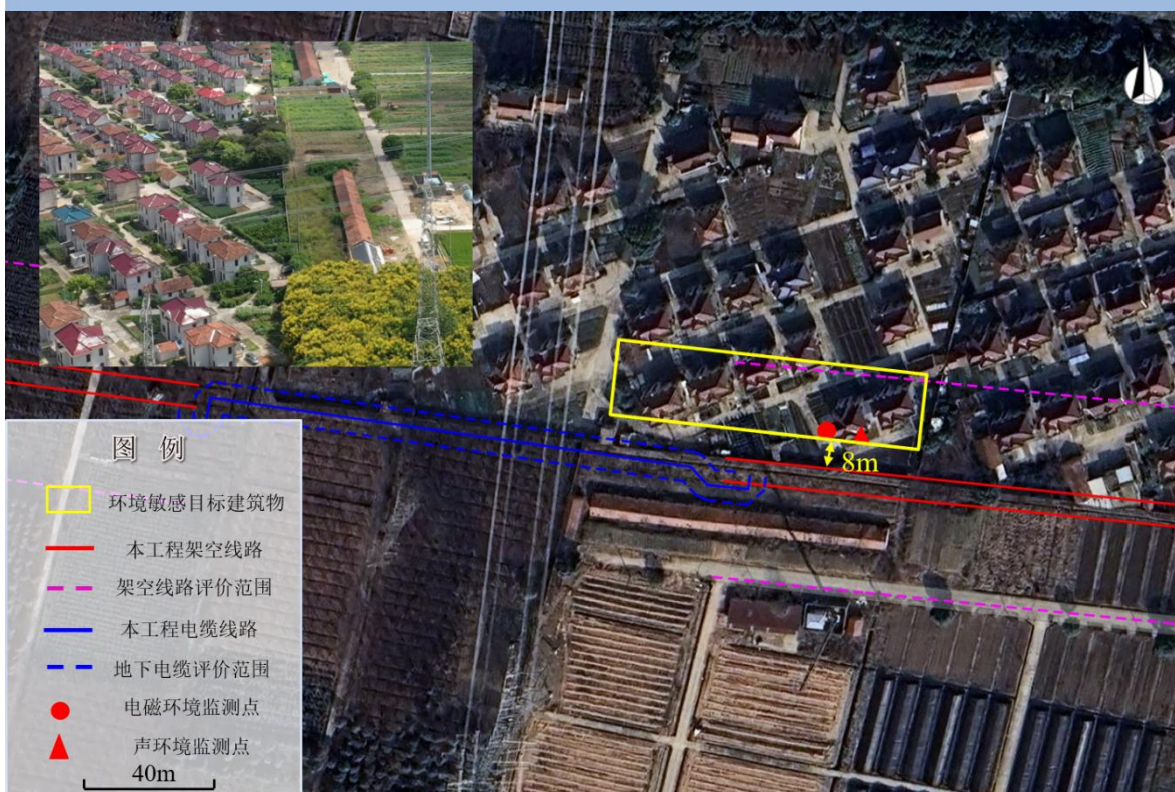 8m
图 例
环境敏感目标建筑物
本工程架空线路
架空线路评价范围
本工程电缆线路
地下电缆评价范围
电磁环境监测点
声环境监测点
40m